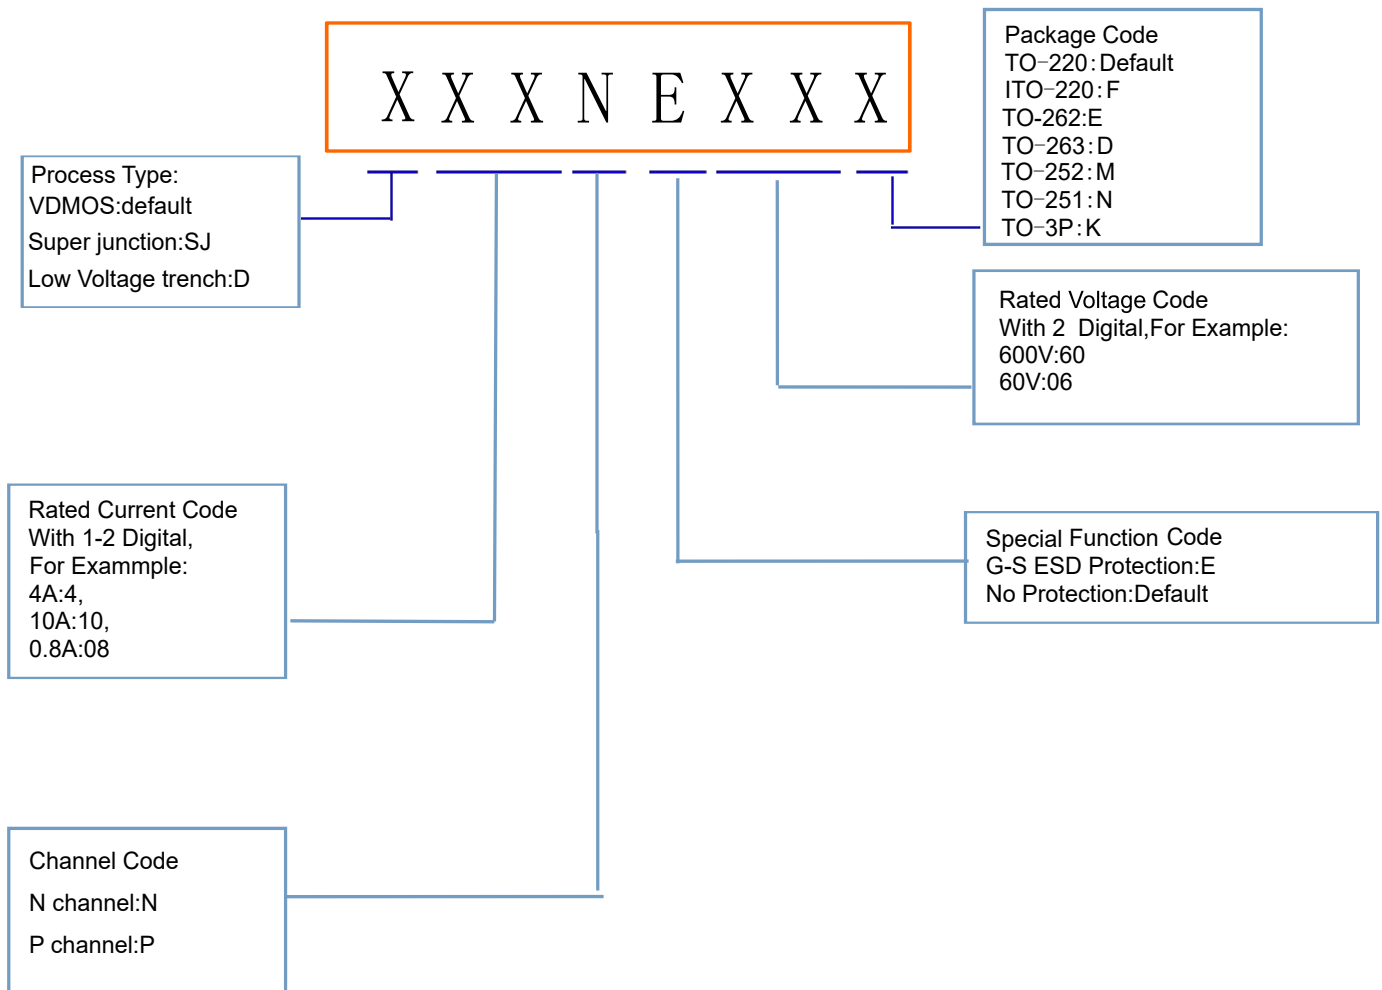 X X X N E X X X
Package Code
TO-220:Default
ITO-220:F
TO-262:E
TO-263:D
TO-252:M
TO-251:N
TO-3P:K
Process Type:
VDMOS:default
Super junction:SJ
Low Voltage trench:D
Rated Voltage Code
With 2 Digital,For Example:
600V:60
60V:06
Rated Current Code
With 1-2 Digital,
For Exammple:
4A:4,
10A:10,
0.8A:08
Special Function Code
G-S ESD Protection:E
No Protection:Default
Channel Code
N channel:N
P channel:P